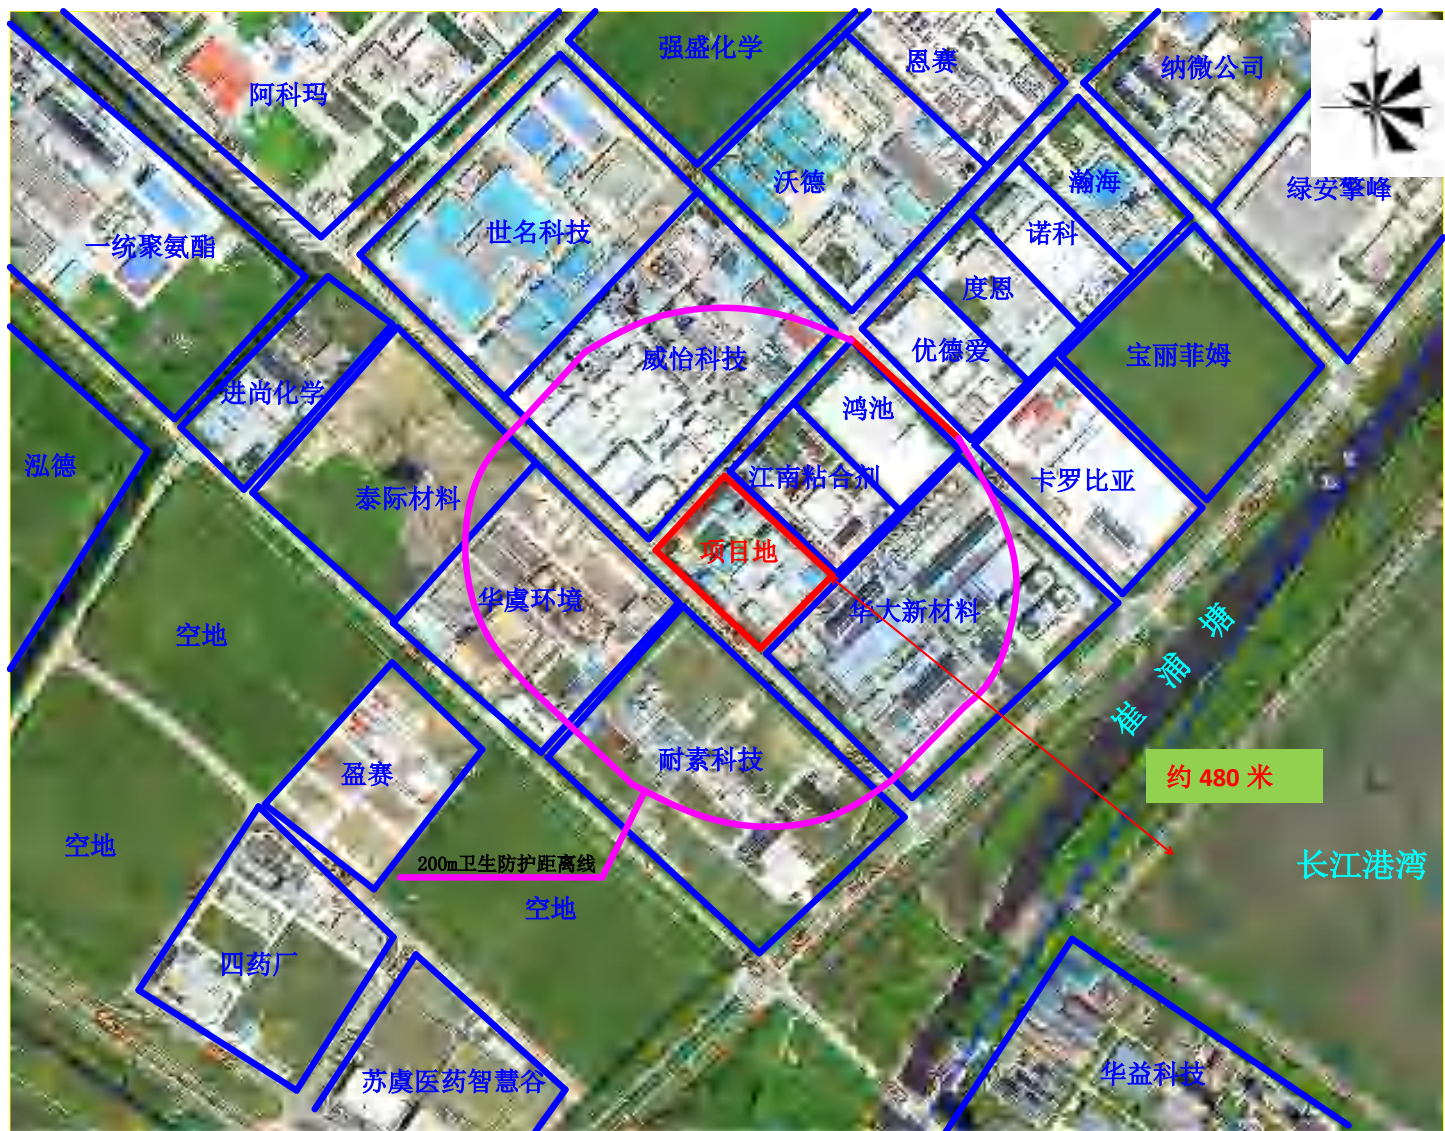 强盛化学
恩赛
纳微公司
阿科玛
沃德
瀚海
绿安擎峰
世名科技
诺科
一统聚氨酯
度恩
优德爱
宝丽菲姆
威怡科技
进尚化学
鸿池
泓德
江南粘合剂
卡罗比亚
泰际材料
项目地
华虞环境
华大新材料
塘
浦
崔
空地
耐素科技
盈赛
约 480 米
空地
200m卫生防护距离线
长江港湾
空地
四药厂
苏虞医药智慧谷
华益科技